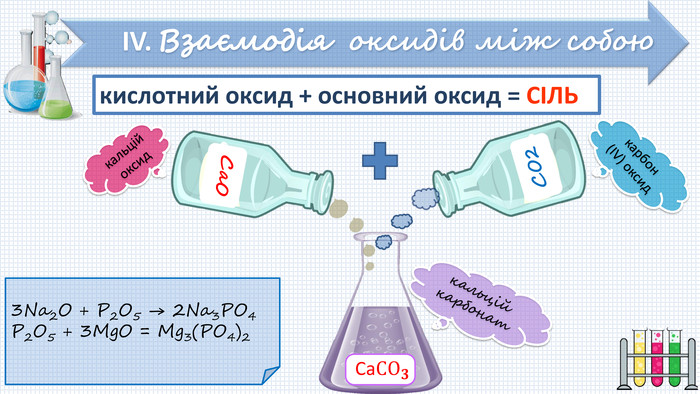 IV. Взаємодія оксидів між собою
кислотний оксид + основний оксид = СІЛЬ
кальцій
оксид
CaO
CO2
карбон
(IV) оксид
кальцій
карбонат
3Na₂O + P₂O₅ → 2Na₃PO₄
P₂O₅ + 3MgO = Mg₃(PO₄)₂
CaCO₃